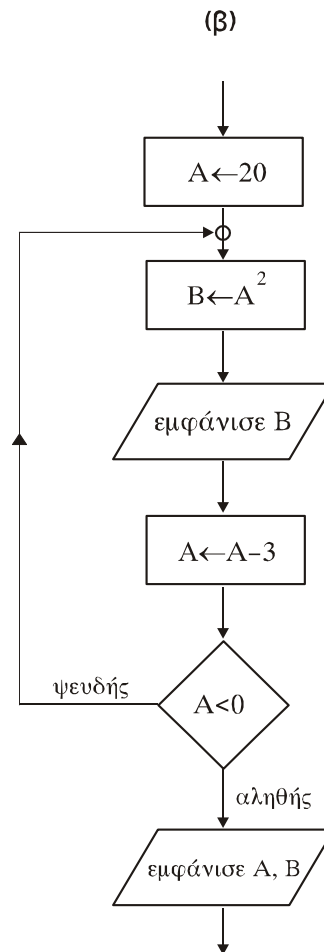 (β)
A←20
B←A²
εμφάνισε B
A←A-3
A<0
ψευδής
αληθής
εμφάνισε A, B